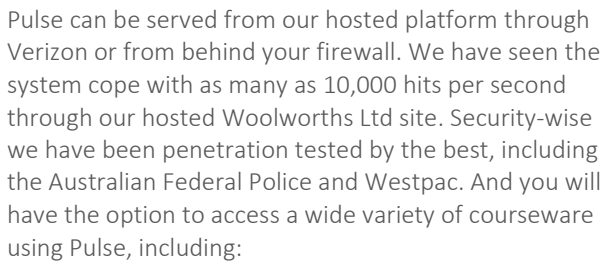 Pulse can be served from our hosted platform through
Verizon or from behind your firewall. We have seen the
system cope with as many as 10,000 hits per second
through our hosted Woolworths Ltd site. Security-wise
we have been penetration tested by the best, including
the Australian Federal Police and Westpac. And you will
have the option to access a wide variety of courseware
using Pulse, including: